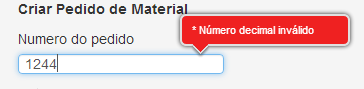 Criar Pedido de Material
* Número decimal inválido
Numero do pedido
1244